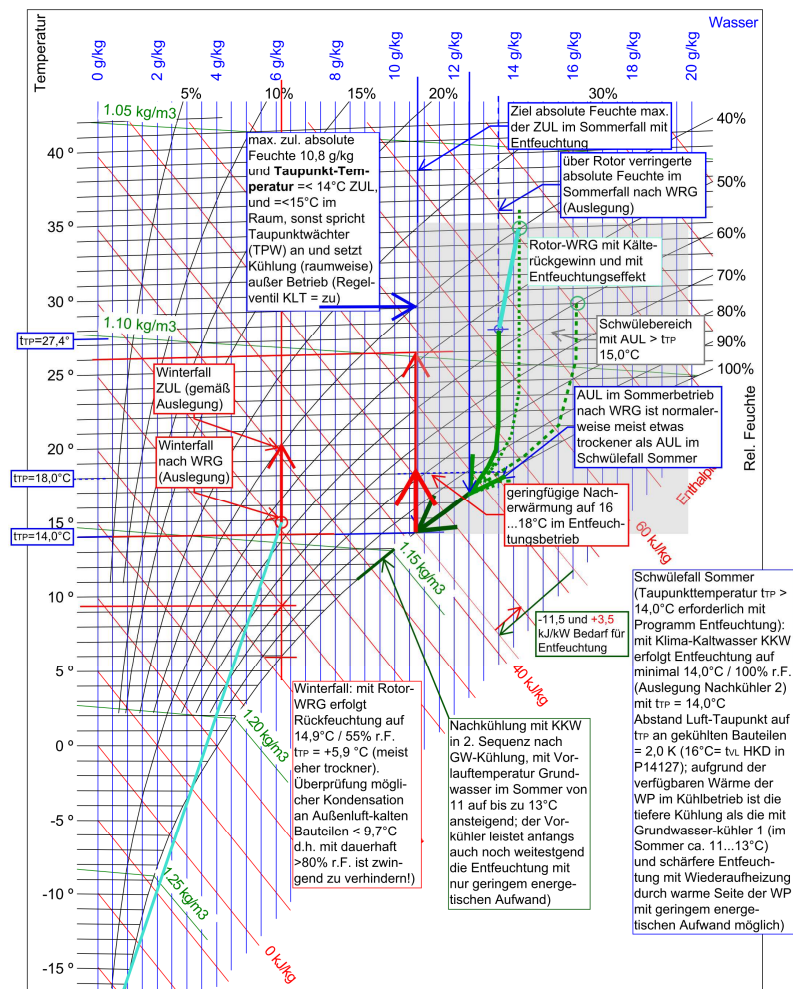 Wasser
Temperatur
0 g/kg
2 g/kg
4 g/kg
6 g/kg
8 g/kg
10 g/kg
12 g/kg
14 g/kg
16 g/kg
18 g/kg
20 g/kg
5%
10%
15%
20%
30%
40%
50%
60%
70%
80%
90%
100%
Rel. Feuchte
1.05 kg/m3
1.10 kg/m3
1.15 kg/m3
1.20 kg/m3
1.25 kg/m3
40 º
35 º
30 º
25 º
20 º
15 º
10 º
5 º
0 º
-5 º
-10 º
-15 º
tTP=27,4°
tTP=18,0°C
tTP=14,0°C
max. zul. absolute
Feuchte 10,8 g/kg
und Taupunkt-Tem-
peratur =< 14°C ZUL,
und =<15°C im
Raum, sonst spricht
Taupunktwächter
(TPW) an und setzt
Kühlung (raumweise)
außer Betrieb (Regel-
ventil KLT = zu)
Ziel absolute Feuchte max.
der ZUL im Sommerfall mit
Entfeuchtung
über Rotor verringerte
absolute Feuchte im
Sommerfall nach WRG
(Auslegung)
Rotor-WRG mit Kälte-
rückgewinn und mit
Entfeuchtungseffekt
Schwülebereich
mit AUL > tTP
15,0°C
Winterfall
ZUL (gemäß
Auslegung)
Winterfall
nach WRG
(Auslegung)
AUL im Sommerbetrieb
nach WRG ist normaler-
weise meist etwas
trockener als AUL im
Schwülefall Sommer
geringfügige Nach-
erwärmung auf 16
...18°C im Entfeuch-
tungsbetrieb
Enthalpi
60 kJ/kg
40 kJ/kg
0 kJ/kg
-11,5 und +3,5
kJ/kW Bedarf für
Entfeuchtung
Winterfall: mit Rotor-
WRG erfolgt
Rückfeuchtung auf
14,9°C / 55% r.F.
tTP = +5,9 °C (meist
eher trockner).
Überprüfung mögli-
cher Kondensation
an Außenluft-kalten
Bauteilen < 9,7°C
d.h. mit dauerhaft
>80% r.F. ist zwin-
gend zu verhindern!)
Nachkühlung mit KKW
in 2. Sequenz nach
GW-Kühlung, mit Vor-
lauftemperatur Grund-
wasser im Sommer von
11 auf bis zu 13°C
ansteigend; der Vor-
kühler leistet anfangs
auch noch weitestgend
die Entfeuchtung mit
nur geringem energe-
tischen Aufwand)
Schwülefall Sommer
(Taupunkttemperatur tTP >
14,0°C erforderlich mit
Programm Entfeuchtung):
mit Klima-Kaltwasser KKW
erfolgt Entfeuchtung auf
minimal 14,0°C / 100% r.F.
(Auslegung Nachkühler 2)
mit tTP = 14,0°C
Abstand Luft-Taupunkt auf
tTP an gekühlten Bauteilen
= 2,0 K (16°C= tVL HKD in
P14127); aufgrund der
verfügbaren Wärme der
WP im Kühlbetrieb ist die
tiefere Kühlung als die mit
Grundwasser-kühler 1 (im
Sommer ca. 11...13°C)
und schärfere Entfeuch-
tung mit Wiederaufheizung
durch warme Seite der WP
mit geringem energe-
tischen Aufwand möglich)